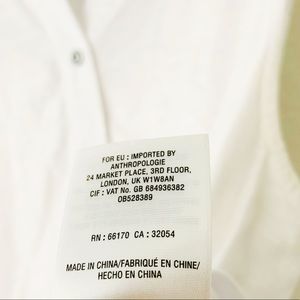 FOR EU : IMPORTED BY
ANTHROPOLOGIE
24 MARKET PLACE, 3RD FLOOR,
LONDON, UK W1W8AN
CIF : VAT No. GB 684936382
OB528389
RN : 66170 CA : 32054
MADE IN CHINA/FABRIQUÉ EN CHINE/
HECHO EN CHINA